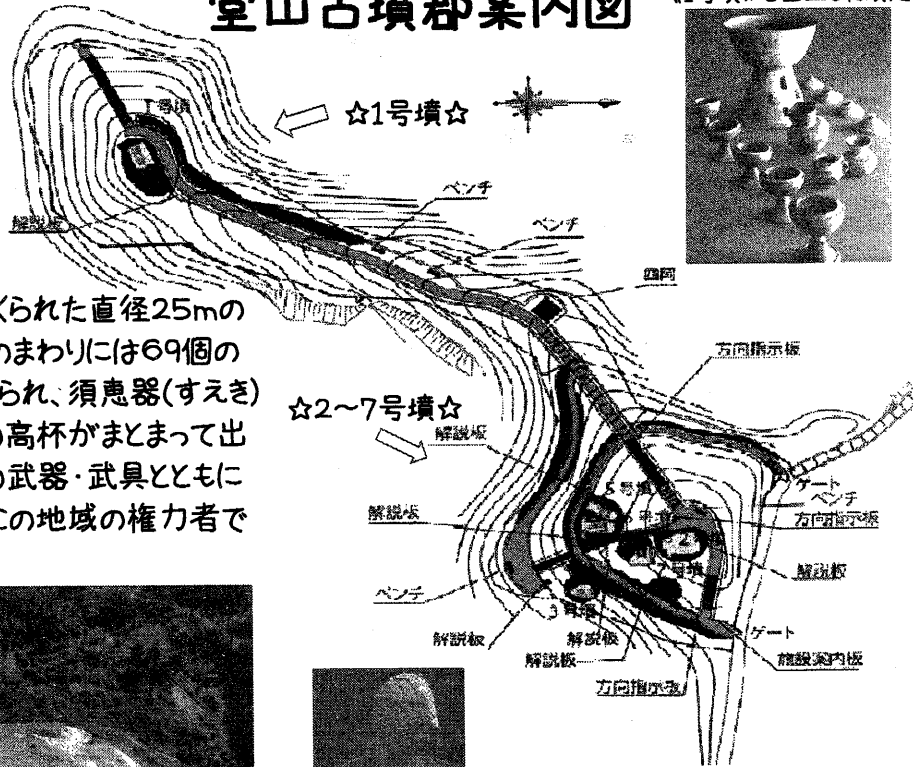 堂山古墳群案内図
☆1号墳☆
1号墳
解説板
ベンチ
ベンチ
四阿
方向指示板
くられた直径25mの
のまわりには69個の
られ、須恵器(すえき)
の高杯がまとまって出
の武器・武具とともに
この地域の権力者で
☆2～7号墳☆
解説板
解説板
ベンチ
解説板
3号墳
解説板
解説板
5号墳
2
7号墳
ゲート
ベンチ
方向指示板
解説板
ゲート
施設案内板
方向指示板